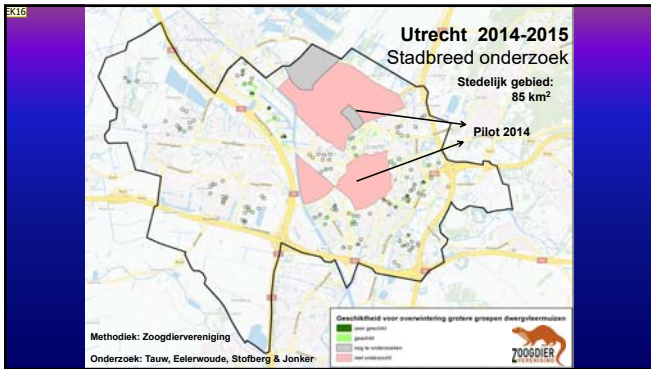 EK16
Utrecht 2014-2015
Stadbreed onderzoek
Stedelijk gebied:
85 km²
Pilot 2014
Utrecht
Geschiktheid voor overwintering grotere groepen dwergvleermuizen
zeer geschikt
geschikt
nog te onderzoeken
niet onderzocht
Methodiek: Zoogdiervereniging
Onderzoek: Tauw, Eelerwoude, Stofberg & Jonker
ZOOGDIER
VERENIGING